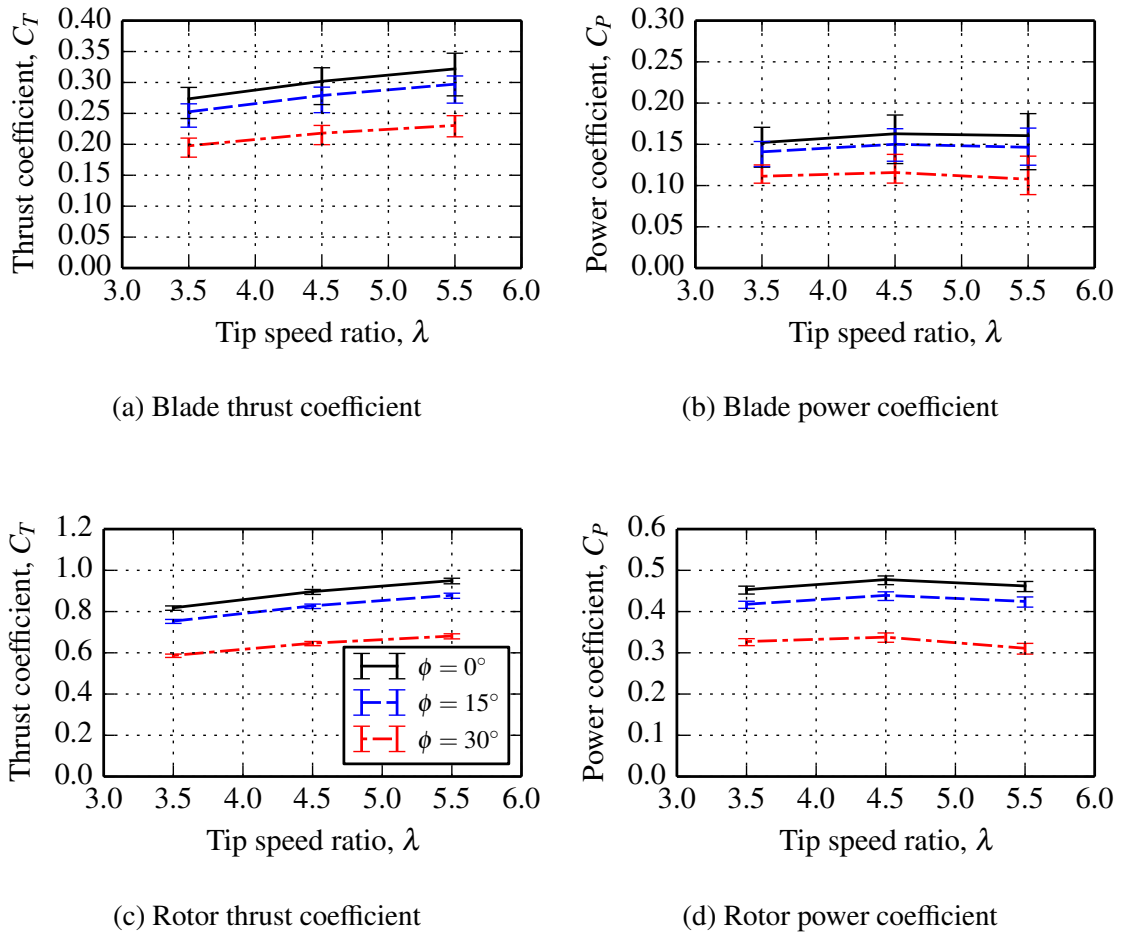 0.40
0.35
0.30
0.25
0.20
0.15
0.10
0.05
0.00
Thrust coefficient, C_T
3.0 3.5 4.0 4.5 5.0 5.5 6.0
Tip speed ratio, λ
(a) Blade thrust coefficient
0.30
0.25
0.20
0.15
0.10
0.05
0.00
Power coefficient, C_P
3.0 3.5 4.0 4.5 5.0 5.5 6.0
Tip speed ratio, λ
(b) Blade power coefficient
1.2
1.0
0.8
0.6
0.4
0.2
0.0
Thrust coefficient, C_T
ϕ = 0°
ϕ = 15°
ϕ = 30°
3.0 3.5 4.0 4.5 5.0 5.5 6.0
Tip speed ratio, λ
(c) Rotor thrust coefficient
0.6
0.5
0.4
0.3
0.2
0.1
0.0
Power coefficient, C_P
3.0 3.5 4.0 4.5 5.0 5.5 6.0
Tip speed ratio, λ
(d) Rotor power coefficient